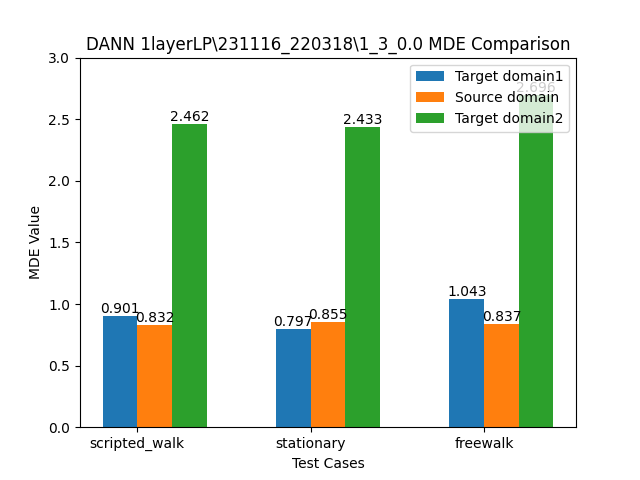 DANN 1layerLP\231116_220318\1_3_0.0 MDE Comparison
3.0
2.5
2.0
1.5
1.0
0.5
0.0
MDE Value
Target domain1
Source domain
Target domain2
2.696
2.462
2.433
0.901
0.832
0.797
0.855
1.043
0.837
scripted_walk
stationary
freewalk
Test Cases